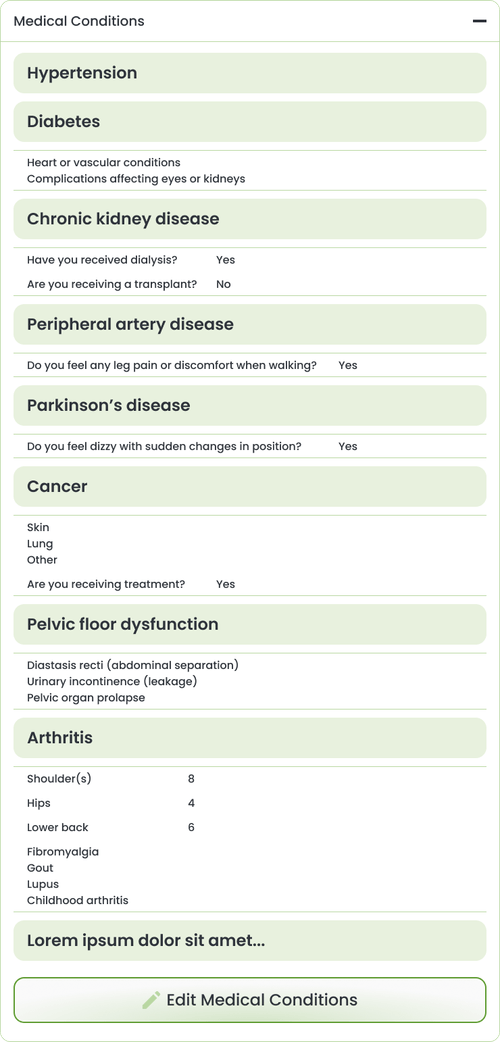 Medical Conditions
Hypertension
Diabetes
Heart or vascular conditions
Complications affecting eyes or kidneys
Chronic kidney disease
Have you received dialysis? Yes
Are you receiving a transplant? No
Peripheral artery disease
Do you feel any leg pain or discomfort when walking? Yes
Parkinson’s disease
Do you feel dizzy with sudden changes in position? Yes
Cancer
Skin
Lung
Other
Are you receiving treatment? Yes
Pelvic floor dysfunction
Diastasis recti (abdominal separation)
Urinary incontinence (leakage)
Pelvic organ prolapse
Arthritis
Shoulder(s) 8
Hips 4
Lower back 6
Fibromyalgia
Gout
Lupus
Childhood arthritis
Lorem ipsum dolor sit amet...
Edit Medical Conditions